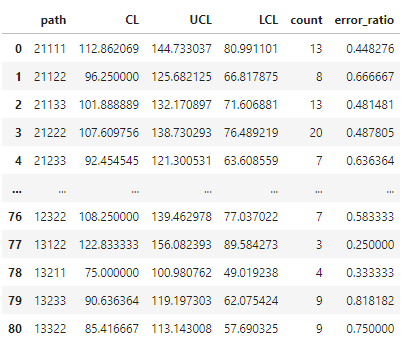 path CL UCL LCL count error_ratio
0 21111 112.862069 144.733037 80.991101 13 0.448276
1 21122 96.250000 125.682125 66.817875 8 0.666667
2 21133 101.888889 132.170897 71.606881 13 0.481481
3 21222 107.609756 138.730293 76.489219 20 0.487805
4 21233 92.454545 121.300531 63.608559 7 0.636364
... ... ... ... ... ... ...
76 12322 108.250000 139.462978 77.037022 7 0.583333
77 13122 122.833333 156.082393 89.584273 3 0.250000
78 13211 75.000000 100.980762 49.019238 4 0.333333
79 13233 90.636364 119.197303 62.075424 9 0.818182
80 13322 85.416667 113.143008 57.690325 9 0.750000